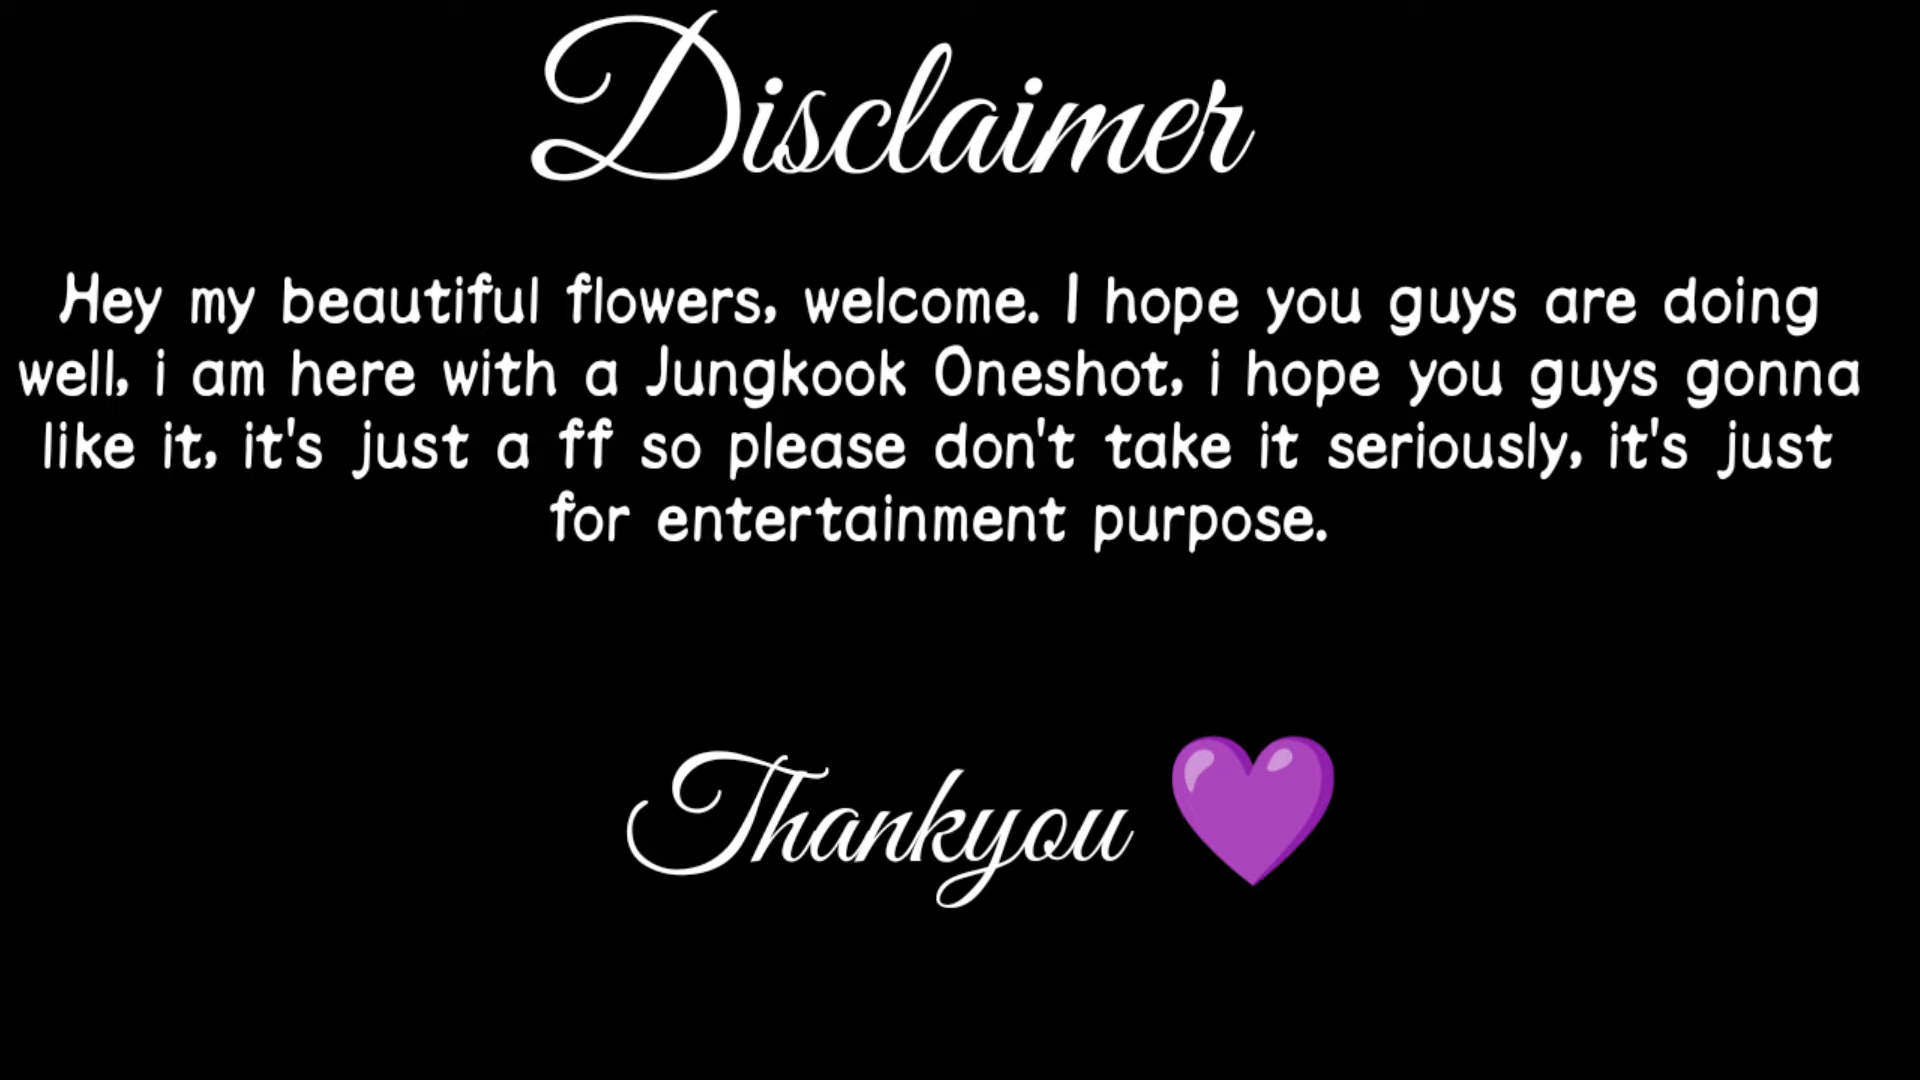 Disclaimer
Hey my beautiful flowers, welcome. I hope you guys are doing
well, i am here with a Jungkook Oneshot, i hope you guys gonna
like it, it's just a ff so please don't take it seriously, it's just
for entertainment purpose.
Thankyou 💜